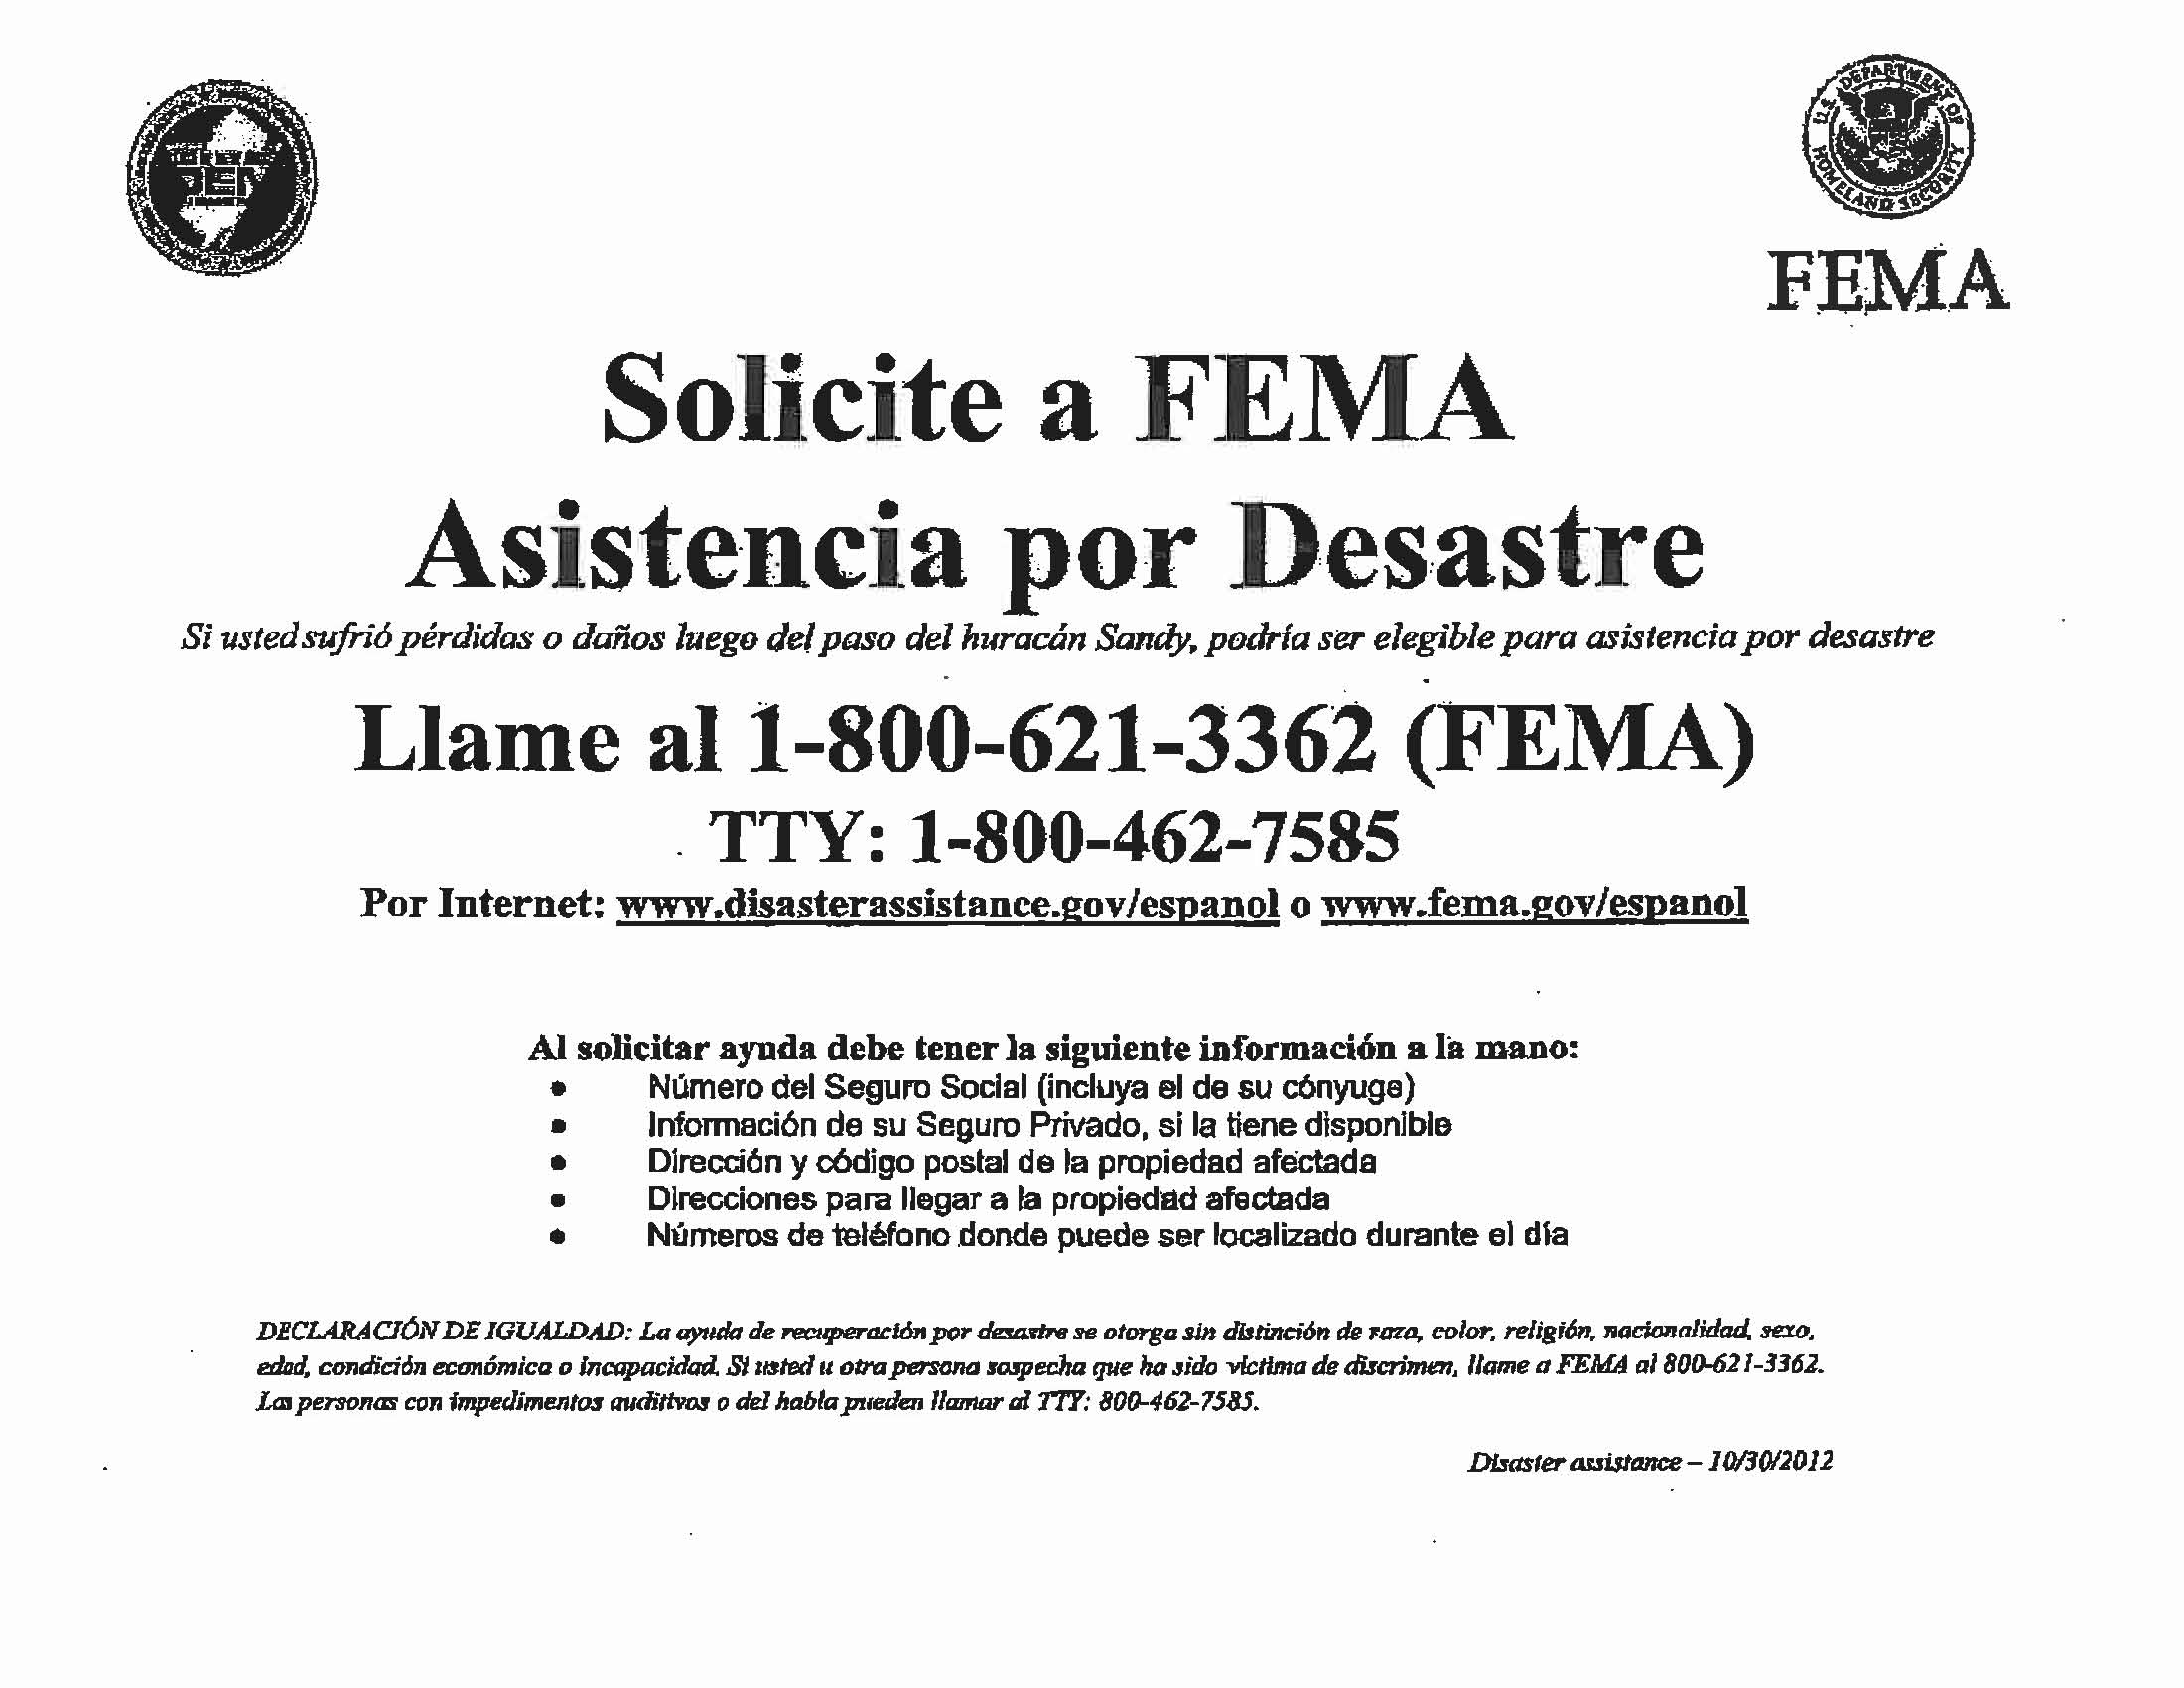 U.S. DEPARTMENT OF HOMELAND SECURITY
FEMA
Solicite a FEMA
Asistencia por Desastre
Si usted sufrió pérdidas o daños luego del paso del huracán Sandy, podría ser elegible para asistencia por desastre
Llame al 1-800-621-3362 (FEMA)
TTY: 1-800-462-7585
Por Internet: www.disasterassistance.gov/espanol o www.fema.gov/espanol
Al solicitar ayuda debe tener la siguiente información a la mano:
• Número del Seguro Social (incluya el de su cónyuge)
• Información de su Seguro Privado, si la tiene disponible
• Dirección y código postal de la propiedad afectada
• Direcciones para llegar a la propiedad afectada
• Números de teléfono donde puede ser localizado durante el día
DECLARACIÓN DE IGUALDAD: La ayuda de recuperación por desastre se otorga sin distinción de raza, color, religión, nacionalidad, sexo,
edad, condición económica o incapacidad. Si usted u otra persona sospecha que ha sido víctima de discrimen, llame a FEMA al 800-621-3362.
Las personas con impedimentos auditivos o del habla pueden llamar al TTY: 800-462-7585.
Disaster assistance – 10/30/2012